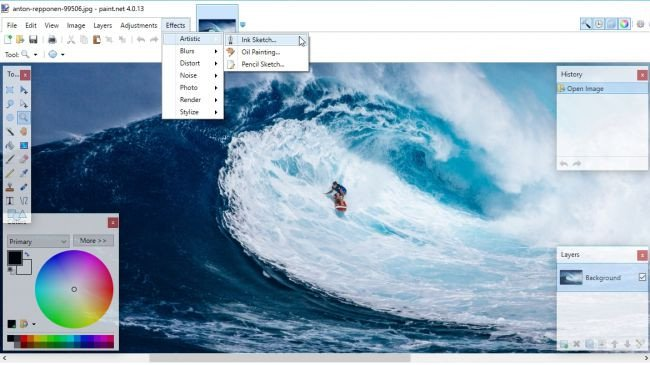 anton-repponen-99506.jpg - paint.net 4.0.13
File Edit View Image Layers Adjustments Effects
Artistic
Blurs
Distort
Noise
Photo
Render
Stylize
Ink Sketch...
Oil Painting...
Pencil Sketch...
Tool:
To...
History
Open Image
Colors
Primary
More >>
Layers
Background